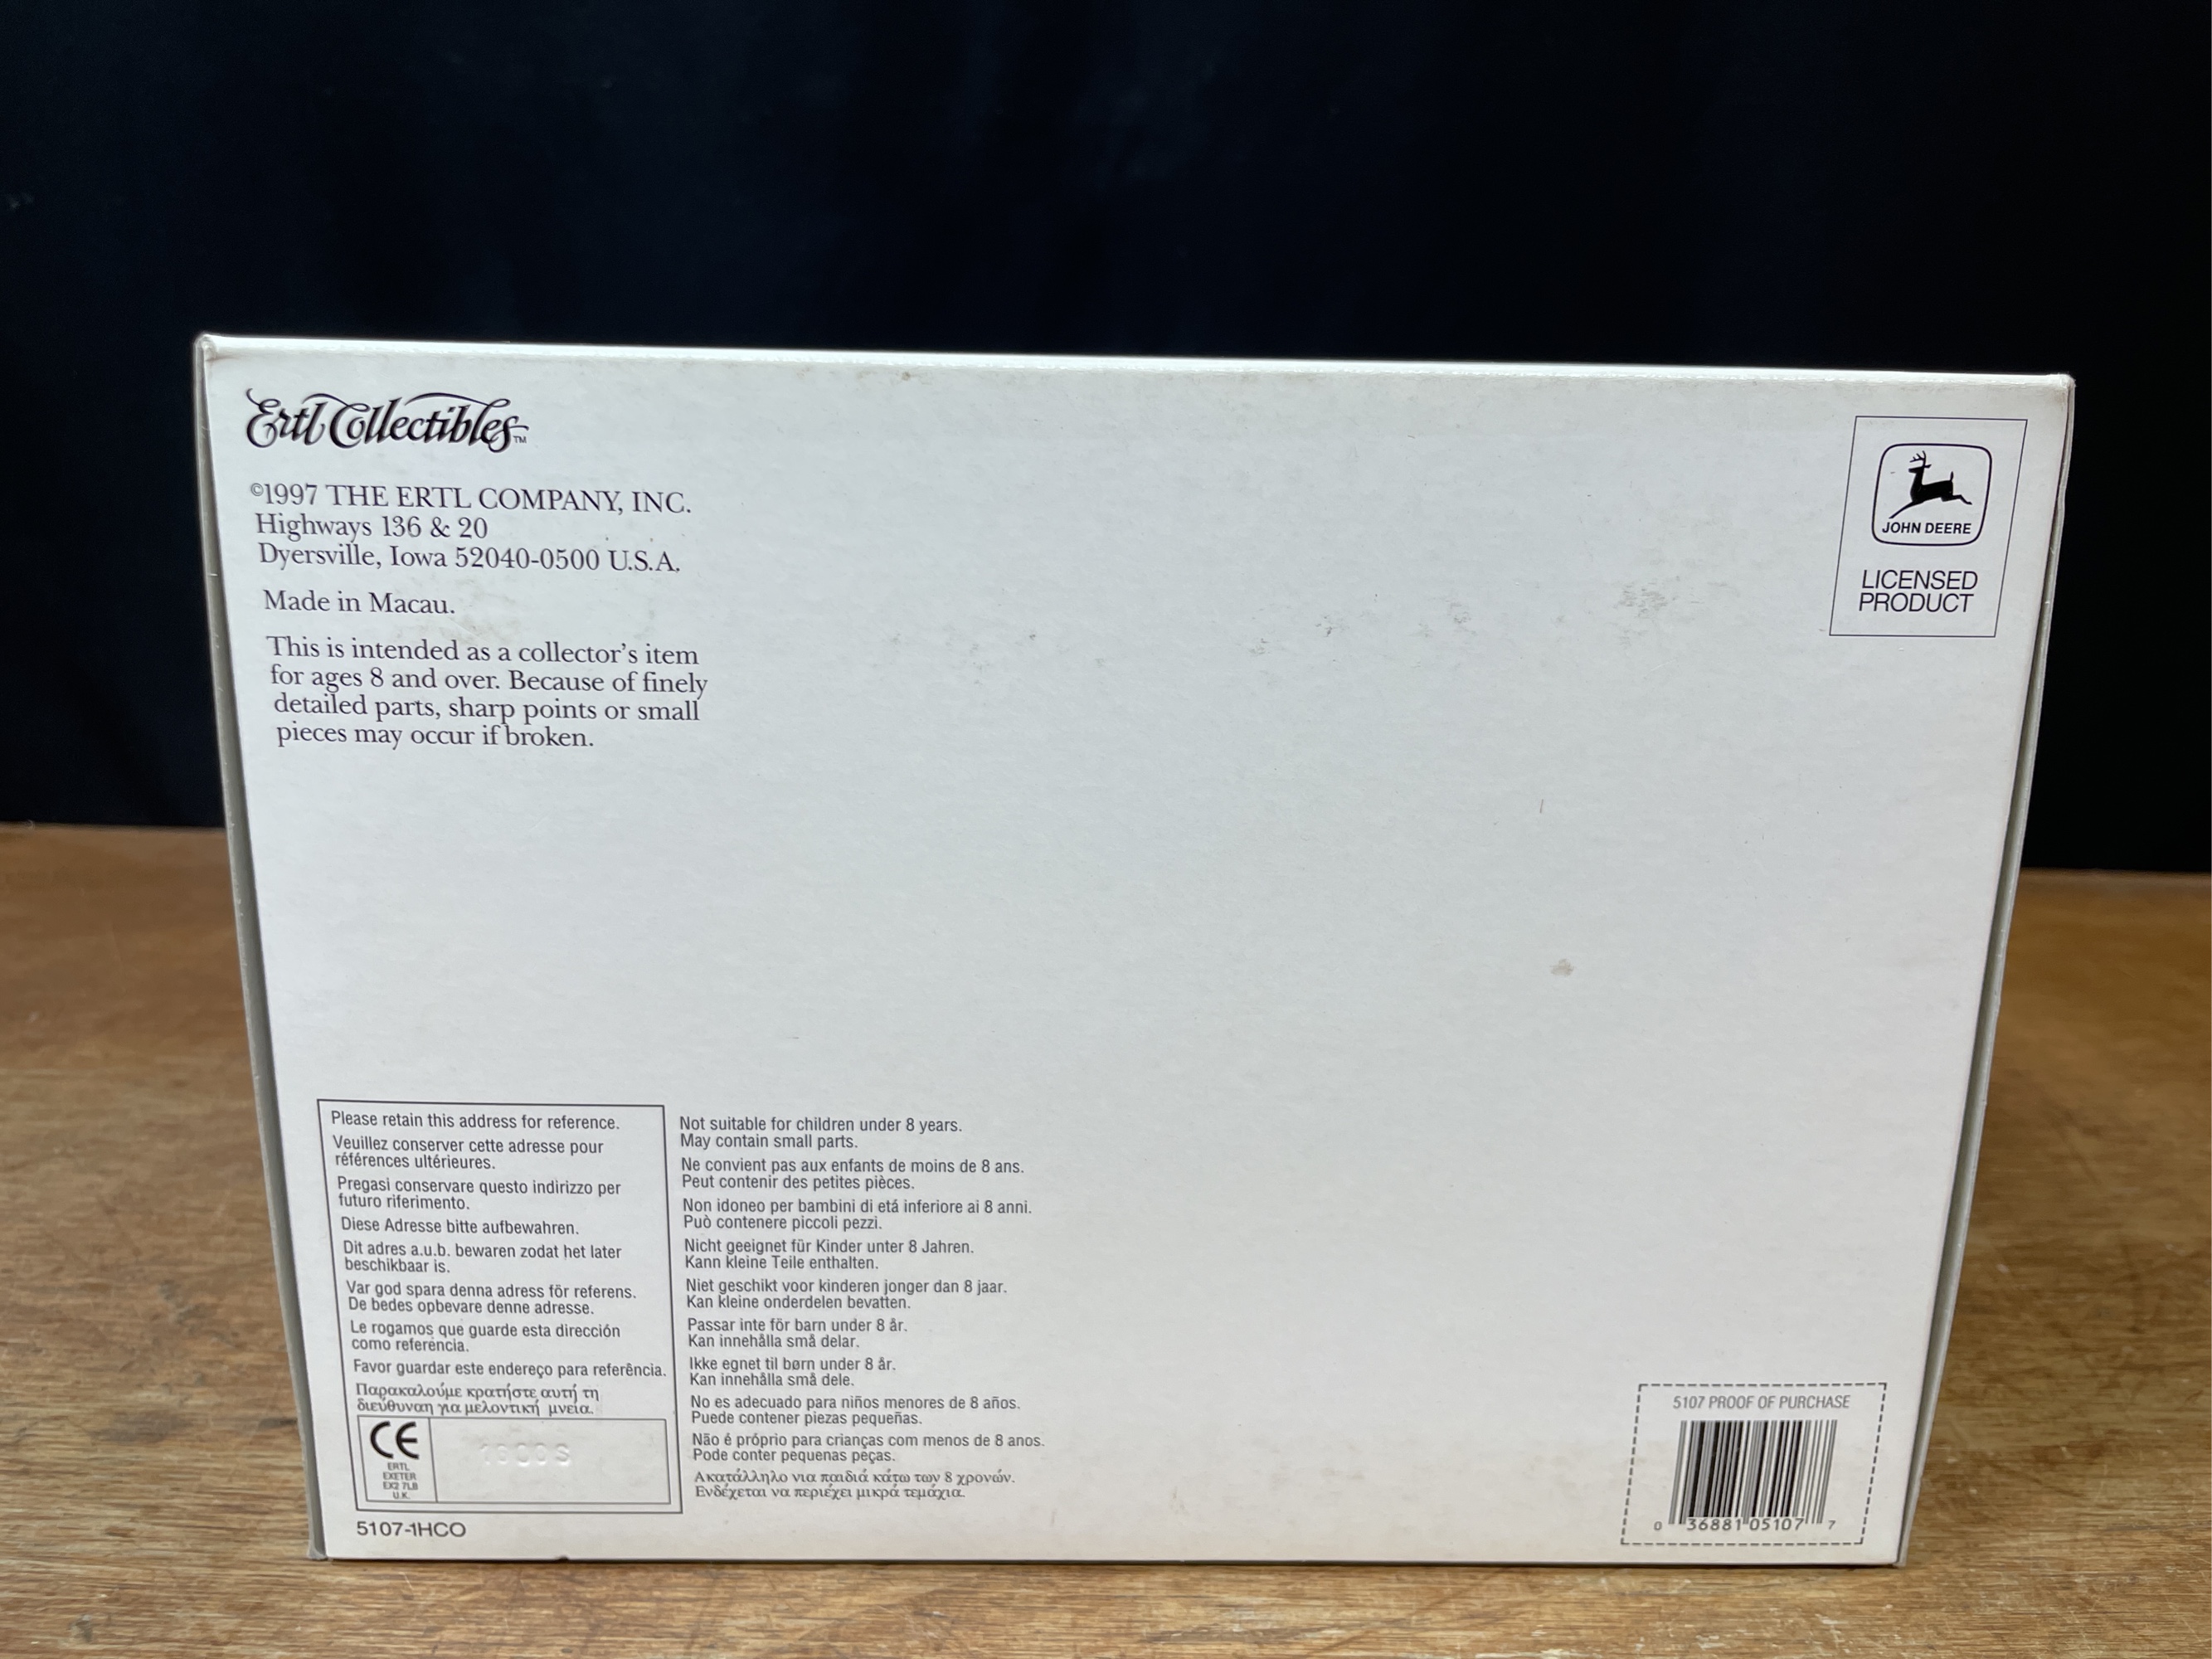 Ertl Collectibles™
©1997 THE ERTL COMPANY, INC.
Highways 136 & 20
Dyersville, Iowa 52040-0500 U.S.A.
Made in Macau.
This is intended as a collector's item
for ages 8 and over. Because of finely
detailed parts, sharp points or small
pieces may occur if broken.
JOHN DEERE
LICENSED
PRODUCT
Please retain this address for reference.
Veuillez conserver cette adresse pour
références ultérieures.
Pregasi conservare questo indirizzo per
futuro riferimento.
Diese Adresse bitte aufbewahren.
Dit adres a.u.b. bewaren zodat het later
beschikbaar is.
Var god spara denna adress för referens.
De bedes opbevare denne adresse.
Le rogamos que guarde esta dirección
como referencia.
Favor guardar este endereço para referência.
Παρακαλούμε κρατήστε αυτή τη
διεύθυναη για μελοντική μνεία.
CE
ERTL
EXETER
EX2 7LB
U.K.
5107-1HCO
Not suitable for children under 8 years.
May contain small parts.
Ne convient pas aux enfants de moins de 8 ans.
Peut contenir des petites pièces.
Non idoneo per bambini di etá inferiore ai 8 anni.
Può contenere piccoli pezzi.
Nicht geeignet für Kinder unter 8 Jahren.
Kann kleine Teile enthalten.
Niet geschikt voor kinderen jonger dan 8 jaar.
Kan kleine onderdelen bevatten.
Passar inte för barn under 8 år.
Kan innehålla små delar.
Ikke egnet til børn under 8 år.
Kan innehålla små dele.
No es adecuado para niños menores de 8 años.
Puede contener piezas pequeñas.
Não é próprio para crianças com menos de 8 anos.
Pode conter pequenas peças.
Ακατάλληλο νια παιδιά κάτω των 8 χρονών.
Ενδέχεται να περιέχει μικρά τεμάχια.
5107 PROOF OF PURCHASE
0 36881 05107 7